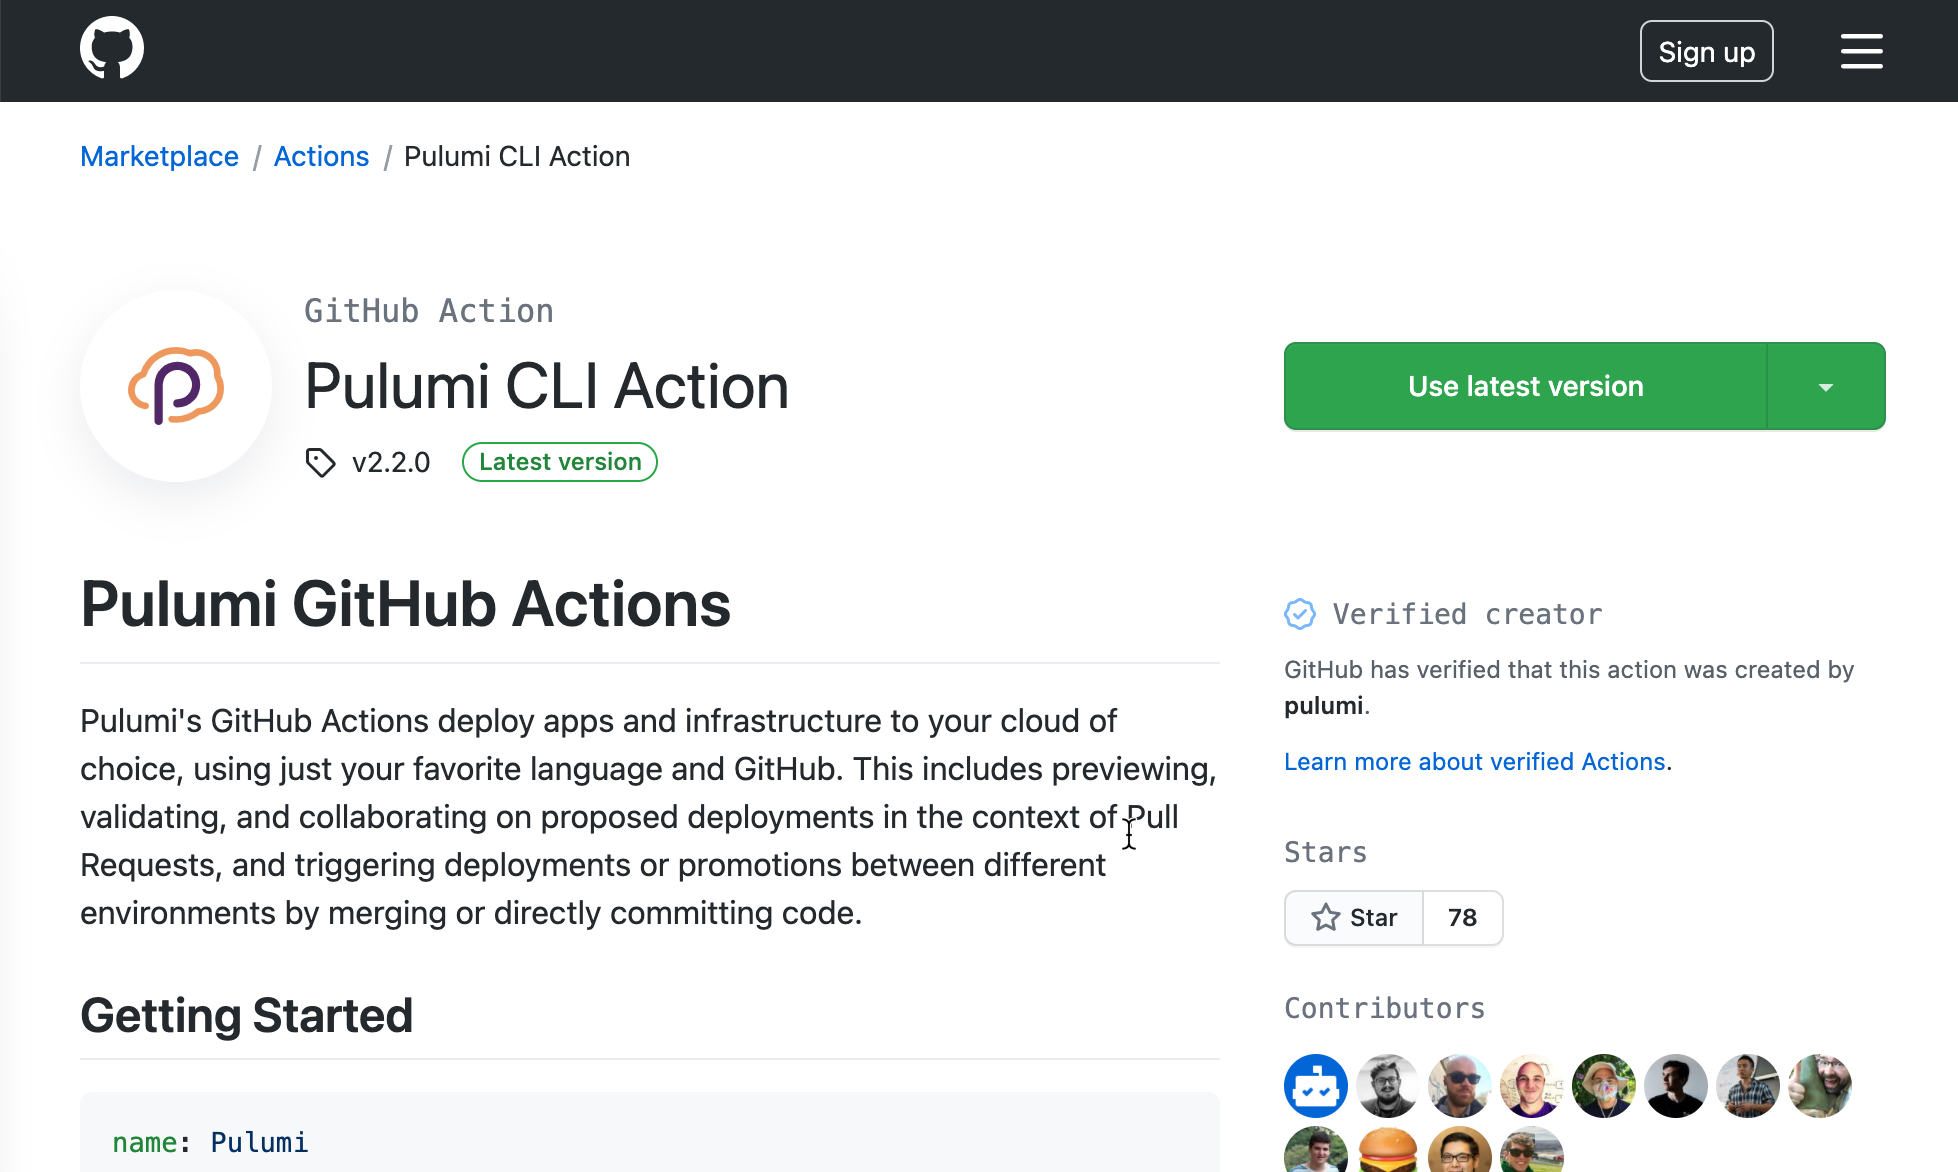 Sign up
Marketplace / Actions / Pulumi CLI Action
GitHub Action
Pulumi CLI Action
v2.2.0 Latest version
Use latest version
Pulumi GitHub Actions
Pulumi's GitHub Actions deploy apps and infrastructure to your cloud of
choice, using just your favorite language and GitHub. This includes previewing,
validating, and collaborating on proposed deployments in the context of Pull
Requests, and triggering deployments or promotions between different
environments by merging or directly committing code.
Getting Started
name: Pulumi
Verified creator
GitHub has verified that this action was created by
pulumi.
Learn more about verified Actions.
Stars
Star 78
Contributors